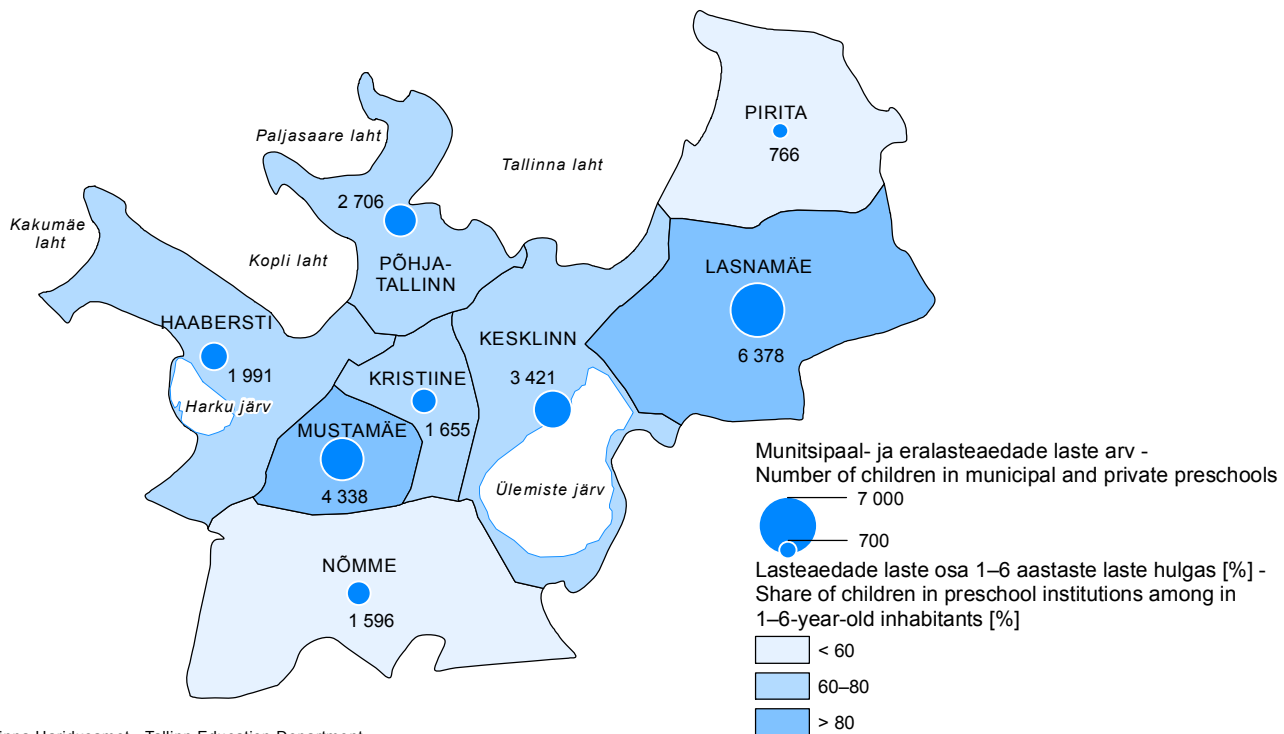 PIRITA
766
Paljasaare laht
Tallinna laht
2 706
Kakumäe
laht
Kopli laht
PÕHJA-
TALLINN
LASNAMÄE
6 378
HAABERSTI
1 991
KESKLINN
3 421
KRISTIINE
1 655
Harku järv
MUSTAMÄE
4 338
Ülemiste järv
NÕMME
1 596
Munitsipaal- ja eralasteaedade laste arv -
Number of children in municipal and private preschools
7 000
700
Lasteaedade laste osa 1–6 aastaste laste hulgas [%] -
Share of children in preschool institutions among in
1–6-year-old inhabitants [%]
< 60
60–80
> 80